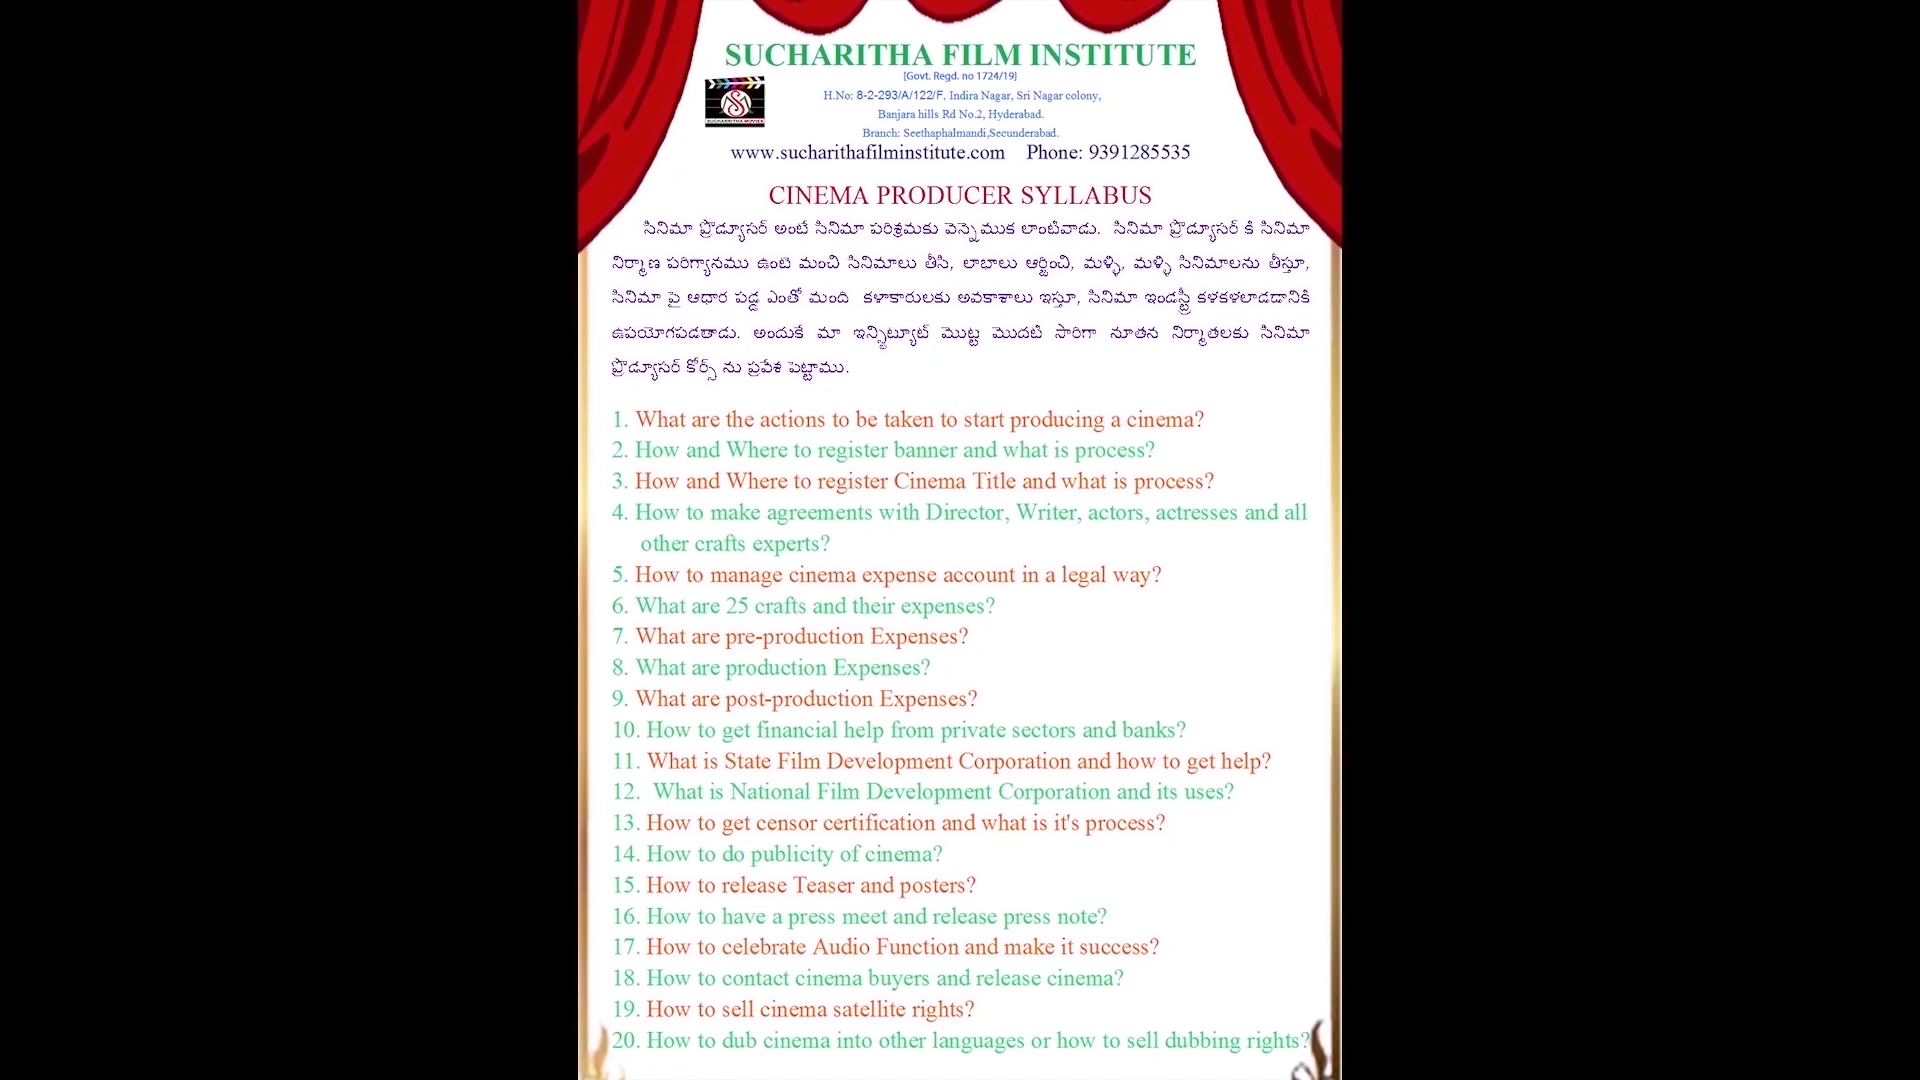 SUCHARITHA FILM INSTITUTE
[Govt. Regd. no 1724/19]
H.No: 8-2-293/A/122/F, Indira Nagar, Sri Nagar colony,
Banjara hills Rd No.2, Hyderabad.
Branch: Seethaphalmandi,Secunderabad.
SUCHARRITHA MOVIES
www.sucharithafilminstitute.com Phone: 9391285535
CINEMA PRODUCER SYLLABUS
సినిమా ప్రొడ్యూసర్ అంటే సినిమా పరిశ్రమకు వెన్నెముక లాంటివాడు. సినిమా ప్రొడ్యూసర్ కి సినిమా
నిర్మాణ పరిగ్యానము ఉంటె మంచి సినిమాలు తీసి, లాబాలు ఆర్జించి, మళ్ళి, మళ్ళి సినిమాలను తీస్తూ,
సినిమా పై ఆధార పడ్డ ఎంతో మంది కళాకారులకు అవకాశాలు ఇస్తూ, సినిమా ఇండస్ట్రీ కళకళలాడడానికి
ఉపయోగపడతాడు. అందుకే మా ఇన్స్టిట్యూట్ మొట్ట మొదటి సారిగా నూతన నిర్మాతలకు సినిమా
ప్రొడ్యూసర్ కోర్స్ ను ప్రవేశ పెట్టాము.
1. What are the actions to be taken to start producing a cinema?
2. How and Where to register banner and what is process?
3. How and Where to register Cinema Title and what is process?
4. How to make agreements with Director, Writer, actors, actresses and all
other crafts experts?
5. How to manage cinema expense account in a legal way?
6. What are 25 crafts and their expenses?
7. What are pre-production Expenses?
8. What are production Expenses?
9. What are post-production Expenses?
10. How to get financial help from private sectors and banks?
11. What is State Film Development Corporation and how to get help?
12. What is National Film Development Corporation and its uses?
13. How to get censor certification and what is it's process?
14. How to do publicity of cinema?
15. How to release Teaser and posters?
16. How to have a press meet and release press note?
17. How to celebrate Audio Function and make it success?
18. How to contact cinema buyers and release cinema?
19. How to sell cinema satellite rights?
20. How to dub cinema into other languages or how to sell dubbing rights?